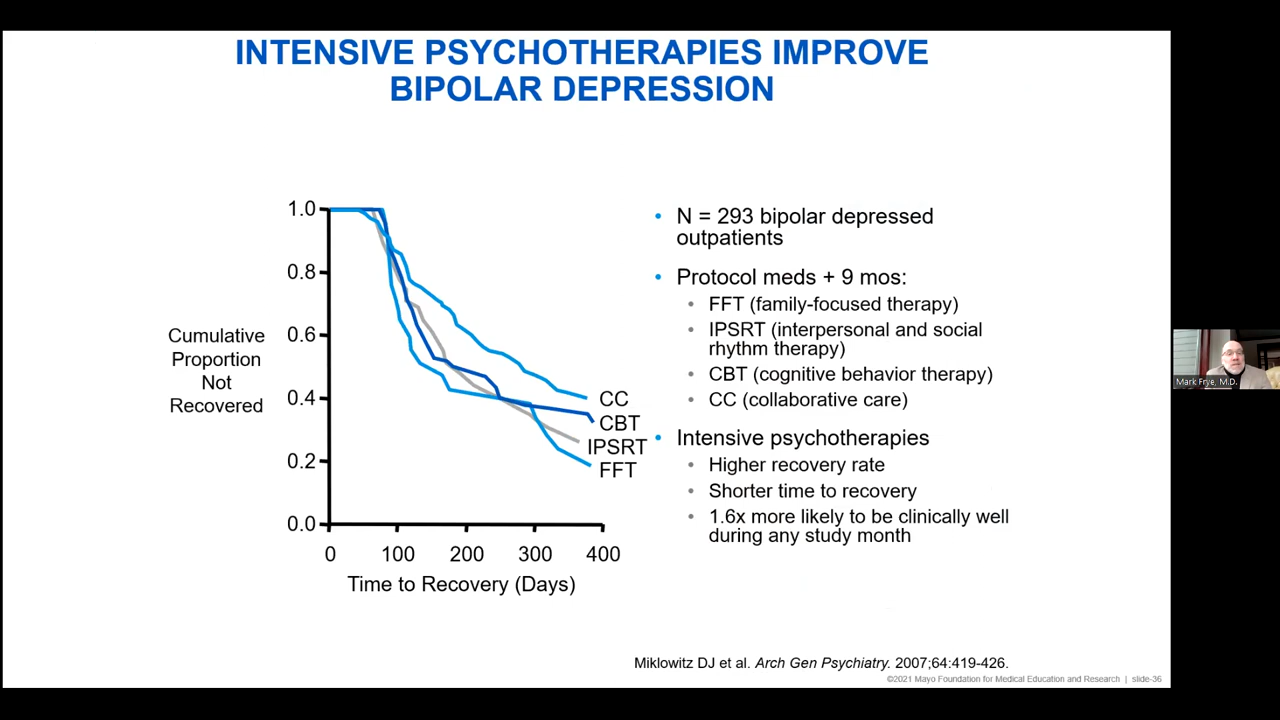 INTENSIVE PSYCHOTHERAPIES IMPROVE
BIPOLAR DEPRESSION
1.0
0.8
0.6
0.4
0.2
0.0
Cumulative
Proportion
Not
Recovered
CC
CBT
IPSRT
FFT
0 100 200 300 400
Time to Recovery (Days)
• N = 293 bipolar depressed
outpatients
• Protocol meds + 9 mos:
• FFT (family-focused therapy)
• IPSRT (interpersonal and social
rhythm therapy)
• CBT (cognitive behavior therapy)
• CC (collaborative care)
• Intensive psychotherapies
• Higher recovery rate
• Shorter time to recovery
• 1.6x more likely to be clinically well
during any study month
Miklowitz DJ et al. Arch Gen Psychiatry. 2007;64:419-426.
©2021 Mayo Foundation for Medical Education and Research | slide-36
Mark Frye, M.D.